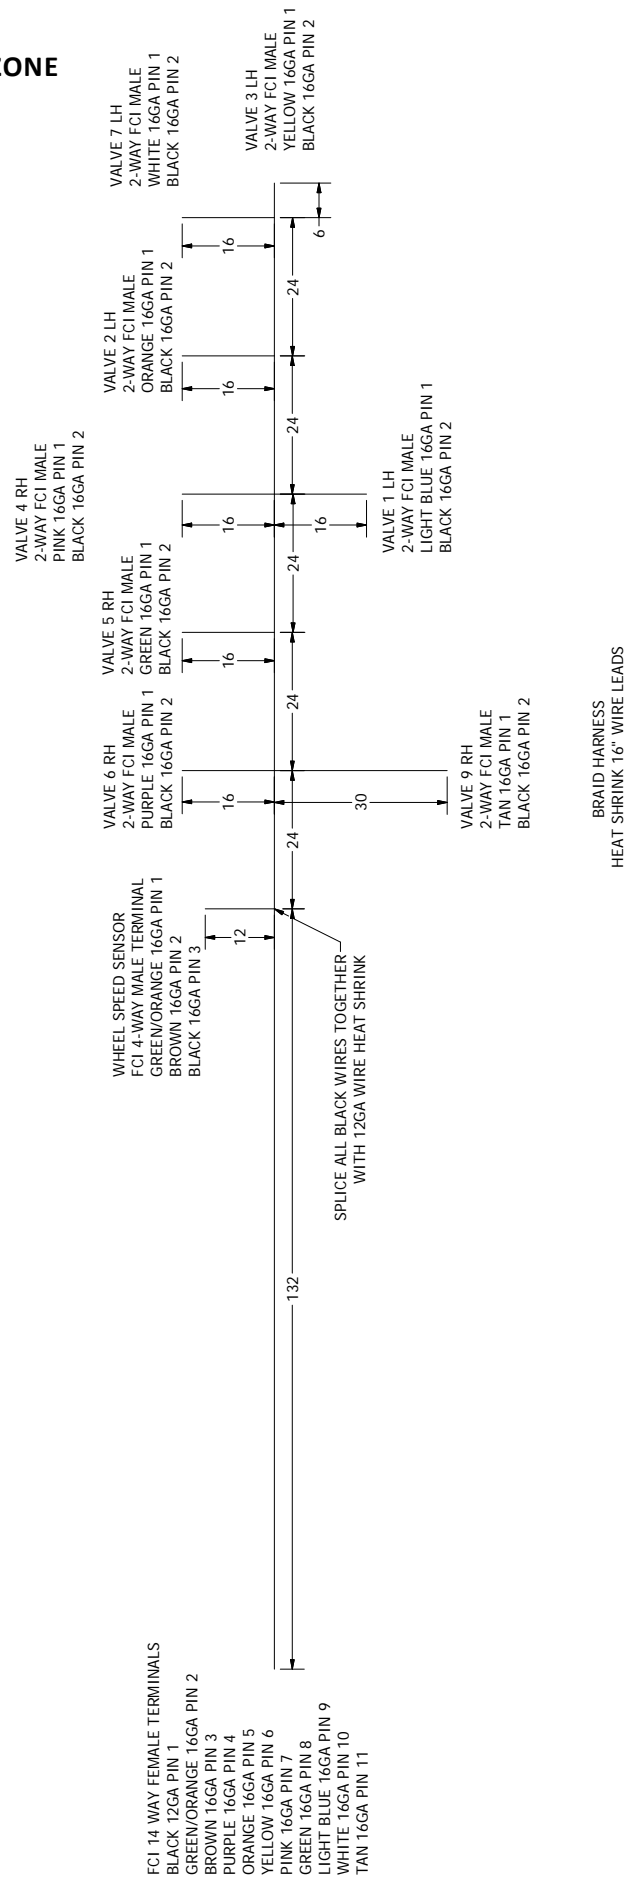 ZONE
FCI 14 WAY FEMALE TERMINALS
BLACK 12GA PIN 1
GREEN/ORANGE 16GA PIN 2
BROWN 16GA PIN 3
PURPLE 16GA PIN 4
ORANGE 16GA PIN 5
YELLOW 16GA PIN 6
PINK 16GA PIN 7
GREEN 16GA PIN 8
LIGHT BLUE 16GA PIN 9
WHITE 16GA PIN 10
TAN 16GA PIN 11
132
SPLICE ALL BLACK WIRES TOGETHER
WITH 12GA WIRE HEAT SHRINK
WHEEL SPEED SENSOR
FCI 4-WAY MALE TERMINAL
GREEN/ORANGE 16GA PIN 1
BROWN 16GA PIN 2
BLACK 16GA PIN 3
12
24
VALVE 6 RH
2-WAY FCI MALE
PURPLE 16GA PIN 1
BLACK 16GA PIN 2
16
30
VALVE 9 RH
2-WAY FCI MALE
TAN 16GA PIN 1
BLACK 16GA PIN 2
24
VALVE 5 RH
2-WAY FCI MALE
GREEN 16GA PIN 1
BLACK 16GA PIN 2
16
24
VALVE 4 RH
2-WAY FCI MALE
PINK 16GA PIN 1
BLACK 16GA PIN 2
16
16
VALVE 1 LH
2-WAY FCI MALE
LIGHT BLUE 16GA PIN 1
BLACK 16GA PIN 2
24
VALVE 2 LH
2-WAY FCI MALE
ORANGE 16GA PIN 1
BLACK 16GA PIN 2
16
24
VALVE 7 LH
2-WAY FCI MALE
WHITE 16GA PIN 1
BLACK 16GA PIN 2
16
6
VALVE 3 LH
2-WAY FCI MALE
YELLOW 16GA PIN 1
BLACK 16GA PIN 2
BRAID HARNESS
HEAT SHRINK 16" WIRE LEADS